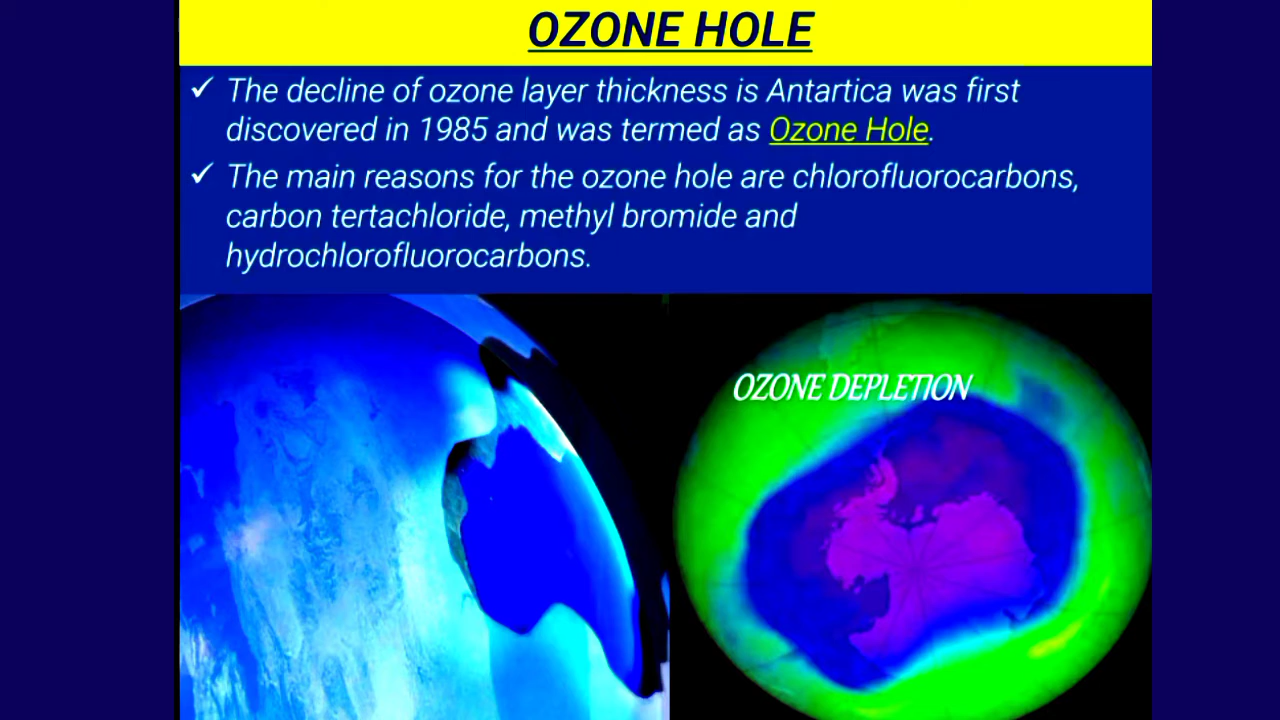 OZONE HOLE
✓ The decline of ozone layer thickness is Antartica was first
discovered in 1985 and was termed as Ozone Hole.
✓ The main reasons for the ozone hole are chlorofluorocarbons,
carbon tertachloride, methyl bromide and
hydrochlorofluorocarbons.
OZONE DEPLETION